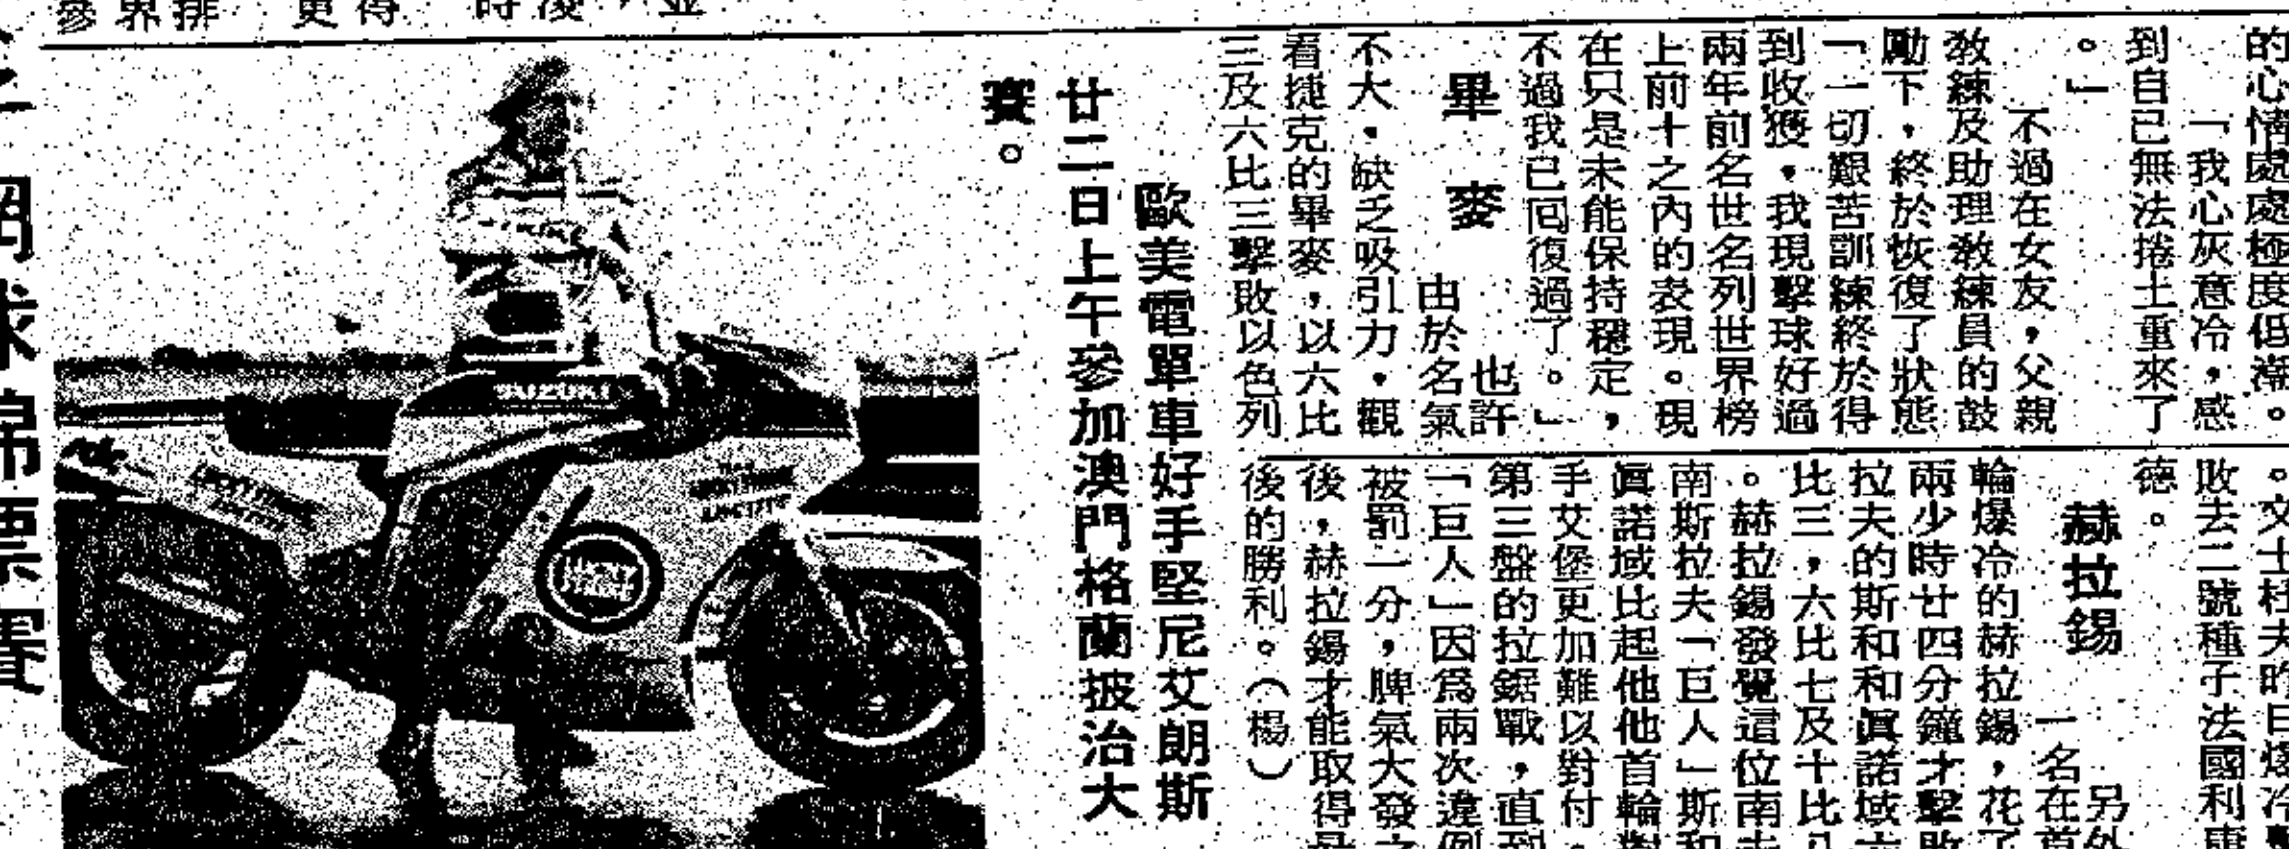 的心情處處極度低潮。
「我心灰意冷，感
到自已無法捲土重來了
。」
不過在女友，父親
教練及助理教練員的鼓
勵下，終於恢復了狀態
「一切艱苦訓練終於得
到收獲，我現擊球好過
兩年前名世名列世界榜
上前十之內的表現。現
在只是未能保持穩定，
不過我已囘復過了。」
畢麥
也許
由於名氣
不大，缺乏吸引力，觀
看捷克的畢麥，以六比
三及六比三擊敗以色列
歐美電單車好手堅尼艾朗斯
廿二日上午參加澳門格蘭披治大
賽。
敗去二號種子法國利
德。
赫拉錫
另外
一名在首
輪爆冷的赫拉錫，花了
兩少時廿四分鐘才擊敗
拉夫的斯和和眞諾域六
比三，六比七及十比八
。赫拉錫發覺這位南
南斯拉夫「巨人」斯和
眞諾域比起他他首輪對
手艾堡更加難以對付。
第三盤的拉鋸戰，直到
「巨人」因爲兩次違例
被罰一分，脾氣大發之
後，赫拉錫才能取得最
後的勝利。（楊）
SUZUKI
網球錦標賽